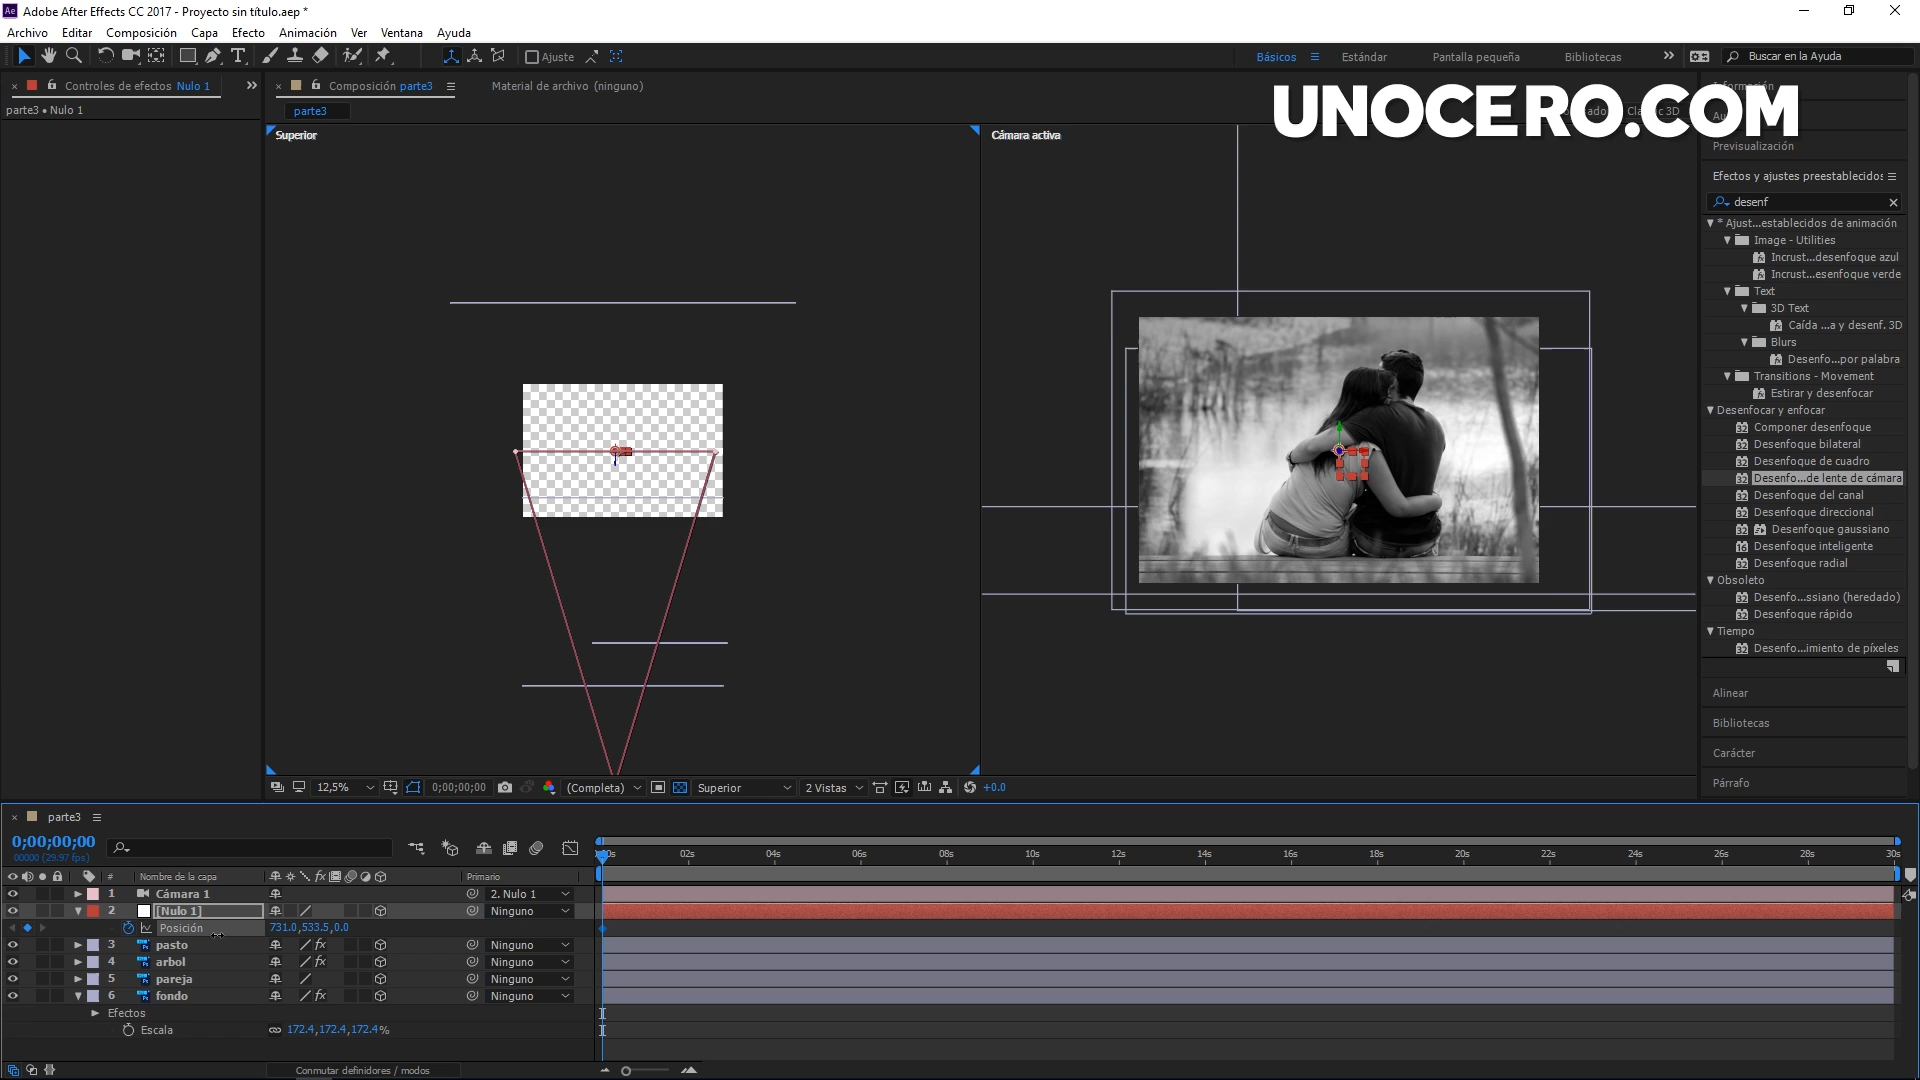 Ae Adobe After Effects CC 2017 - Proyecto sin título.aep *
Archivo Editar Composición Capa Efecto Animación Ver Ventana Ayuda
Ajuste
Básicos Estándar Pantalla pequeña Bibliotecas Buscar en la Ayuda
Controles de efectos Nulo 1
Composición parte3
Material de archivo (ninguno)
parte3 • Nulo 1
parte3
UNOCERO.COM
Superior
Cámara activa
Previsualización
Efectos y ajustes preestablecidos
desenf
* Ajust...establecidos de animación
Image - Utilities
Incrust...desenfoque azul
Incrust...esenfoque verde
Text
3D Text
Caída ...a y desenf. 3D
Blurs
Desenfo...por palabra
Transitions - Movement
Estirar y desenfocar
Desenfocar y enfocar
Componer desenfoque
Desenfoque bilateral
Desenfoque de cuadro
Desenfo...de lente de cámara
Desenfoque del canal
Desenfoque direccional
Desenfoque gaussiano
Desenfoque inteligente
Desenfoque radial
Obsoleto
Desenfo...ssiano (heredado)
Desenfoque rápido
Tiempo
Desenfo...imiento de píxeles
Alinear
Bibliotecas
Carácter
Párrafo
12,5% 0;00;00;00 (Completa) Superior 2 Vistas +0.0
parte3
0;00;00;00
00000 (29.97 fps)
02s 04s 06s 08s 10s 12s 14s 16s 18s 20s 22s 24s 26s 28s 30s
# Nombre de la capa fx Primario
1 Cámara 1 2. Nulo 1
2 [Nulo 1] Ninguno
Posición 731.0,533.5,0.0
3 pasto fx Ninguno
4 arbol fx Ninguno
5 pareja Ninguno
6 fondo fx Ninguno
Efectos
Escala 172.4,172.4,172.4%
Conmutar definidores / modos